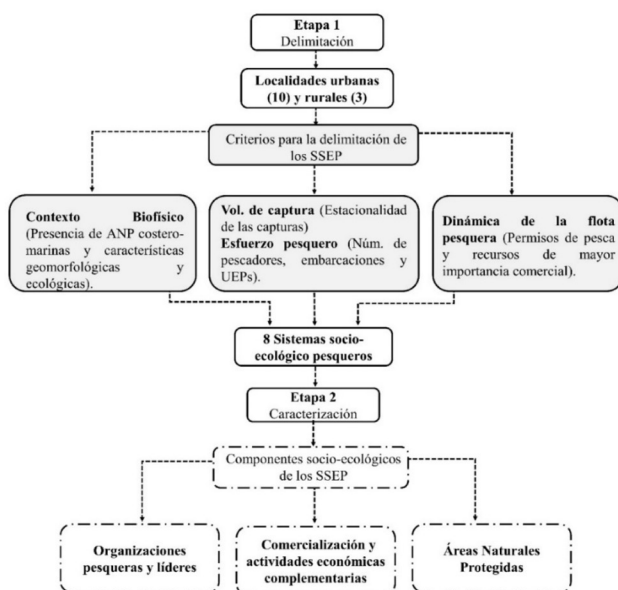 Etapa 1
Delimitación
Localidades urbanas
(10) y rurales (3)
Criterios para la delimitación de
los SSEP
Contexto Biofísico
(Presencia de ANP costero-
marinas y características
geomorfológicas y
ecológicas).
Vol. de captura (Estacionalidad
de las capturas)
Esfuerzo pesquero (Núm. de
pescadores, embarcaciones y
UEPs).
Dinámica de la flota
pesquera (Permisos de pesca
y recursos de mayor
importancia comercial).
8 Sistemas socio-
ecológico pesqueros
Etapa 2
Caracterización
Componentes socio-ecológicos
de los SSEP
Organizaciones
pesqueras y líderes
Comercialización y
actividades económicas
complementarias
Áreas Naturales
Protegidas